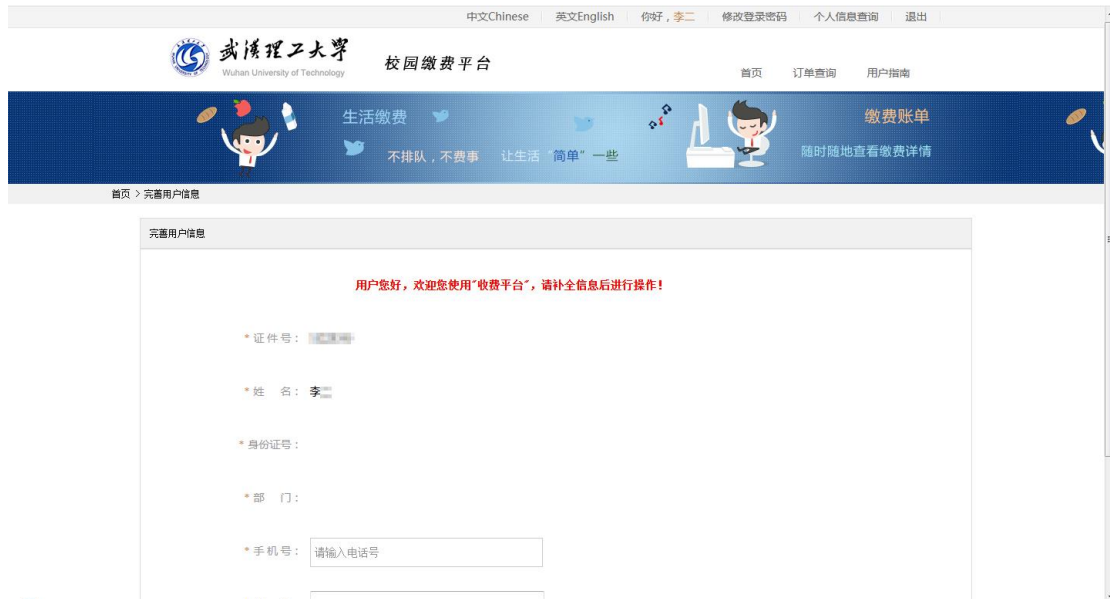 中文Chinese 英文English 你好，李二 修改登录密码 个人信息查询 退出
武汉理工大学 校园缴费平台
Wuhan University of Technology
首页 订单查询 用户指南
生活缴费 缴费账单
不排队，不费事 让生活“简单”一些 随时随地查看缴费详情
首页 > 完善用户信息
完善用户信息
用户您好，欢迎您使用"收费平台"，请补全信息后进行操作！
* 证 件 号：
* 姓 名： 李
* 身份证号：
* 部 门：
* 手 机 号： 请输入电话号